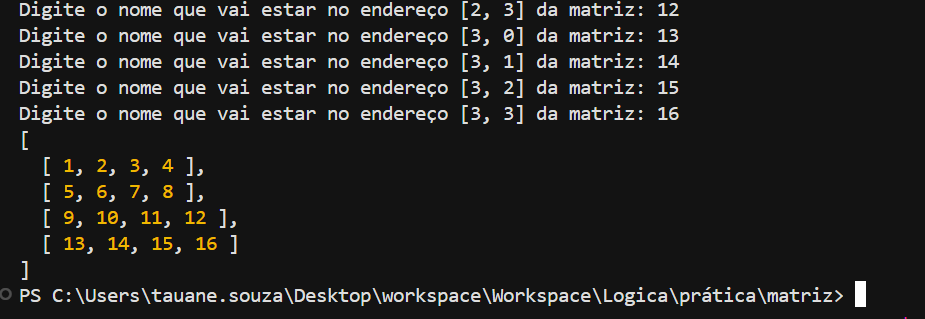 Digite o nome que vai estar no endereço [2, 3] da matriz: 12
Digite o nome que vai estar no endereço [3, 0] da matriz: 13
Digite o nome que vai estar no endereço [3, 1] da matriz: 14
Digite o nome que vai estar no endereço [3, 2] da matriz: 15
Digite o nome que vai estar no endereço [3, 3] da matriz: 16
[
  [ 1, 2, 3, 4 ],
  [ 5, 6, 7, 8 ],
  [ 9, 10, 11, 12 ],
  [ 13, 14, 15, 16 ]
]
PS C:\Users\tauane.souza\Desktop\workspace\Workspace\Logica\prática\matriz>